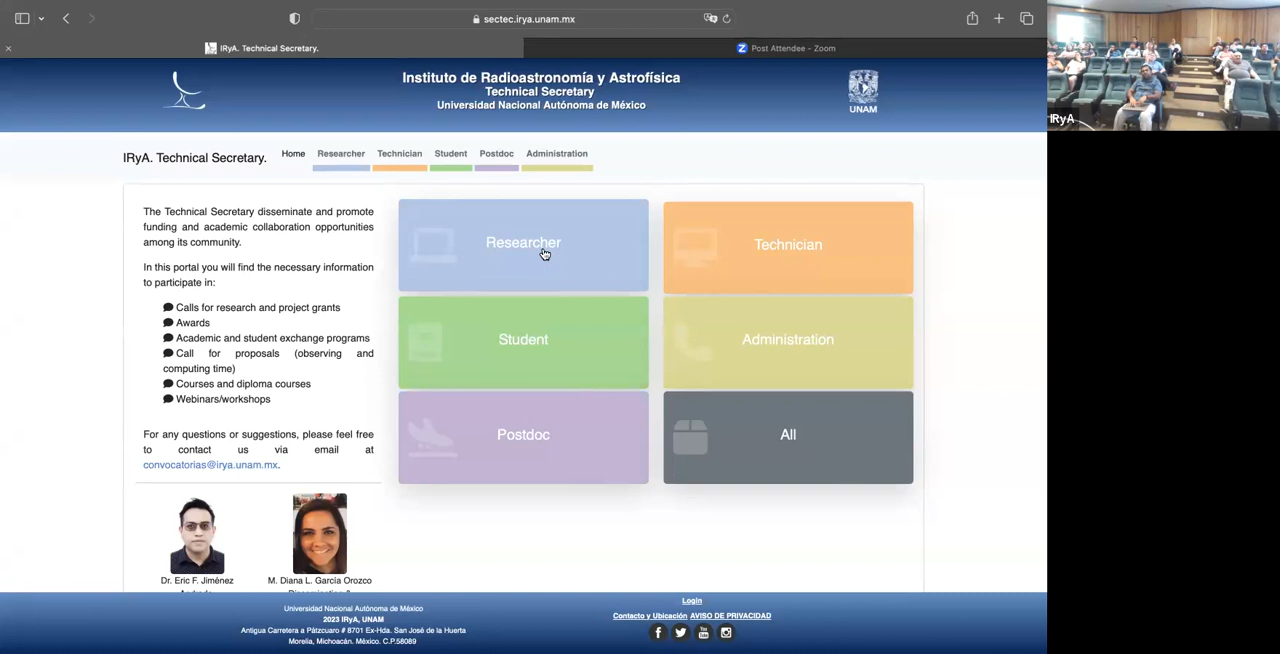 sectec.irya.unam.mx
IRyA. Technical Secretary.
Post Attendee - Zoom
IRyA
Instituto de Radioastronomía y Astrofísica
Technical Secretary
Universidad Nacional Autónoma de México
UNAM
IRyA. Technical Secretary.
Home Researcher Technician Student Postdoc Administration
The Technical Secretary disseminate and promote
funding and academic collaboration opportunities
among its community.
In this portal you will find the necessary information
to participate in:
Calls for research and project grants
Awards
Academic and student exchange programs
Call for proposals (observing and
computing time)
Courses and diploma courses
Webinars/workshops
For any questions or suggestions, please feel free
to contact us via email at
convocatorias@irya.unam.mx.
Researcher
Technician
Student
Administration
Postdoc
All
Dr. Eric F. Jiménez
M. Diana L. García Orozco
Universidad Nacional Autónoma de México
2023 IRyA, UNAM
Antigua Carretera a Pátzcuaro # 8701 Ex-Hda. San José de la Huerta
Morelia, Michoacán. México. C.P.58089
Login
Contacto y Ubicación AVISO DE PRIVACIDAD